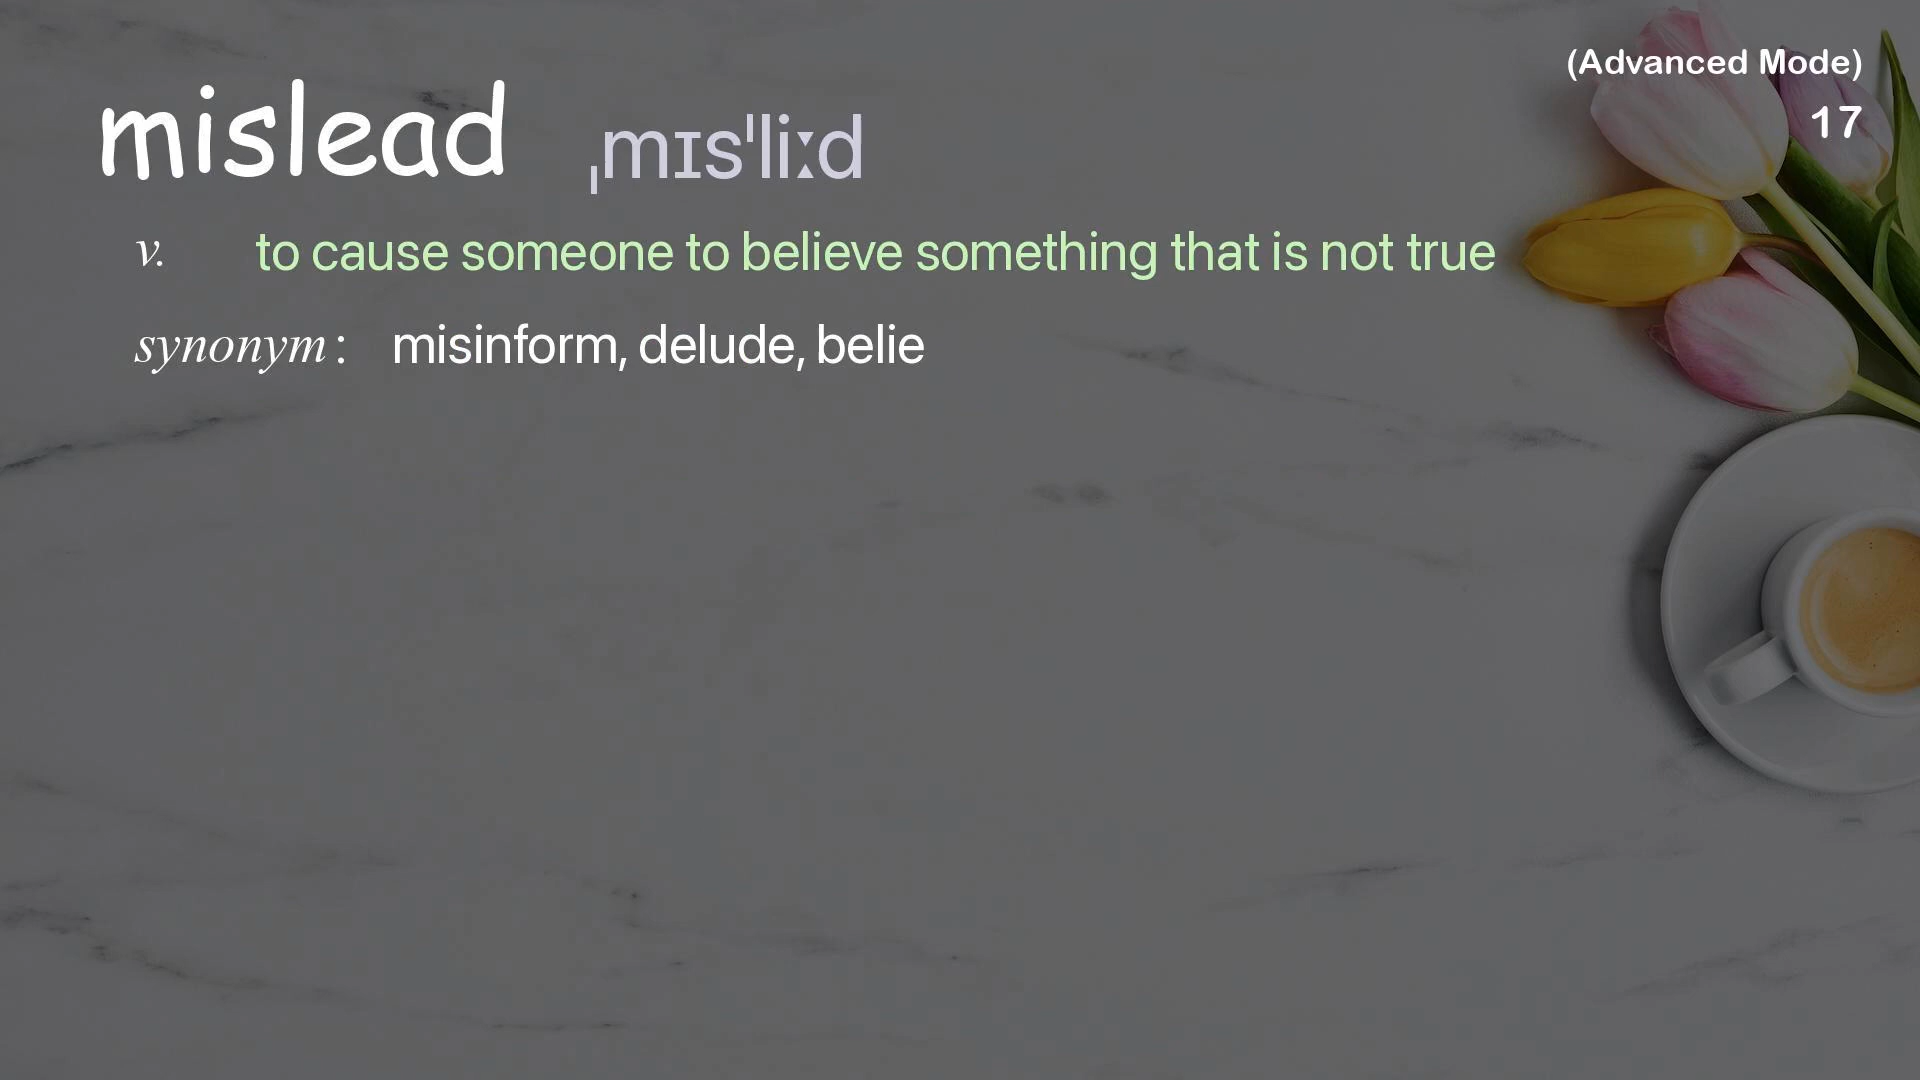 (Advanced Mode)
17
mislead ˌmɪsˈliːd
v. to cause someone to believe something that is not true
synonym : misinform, delude, belie